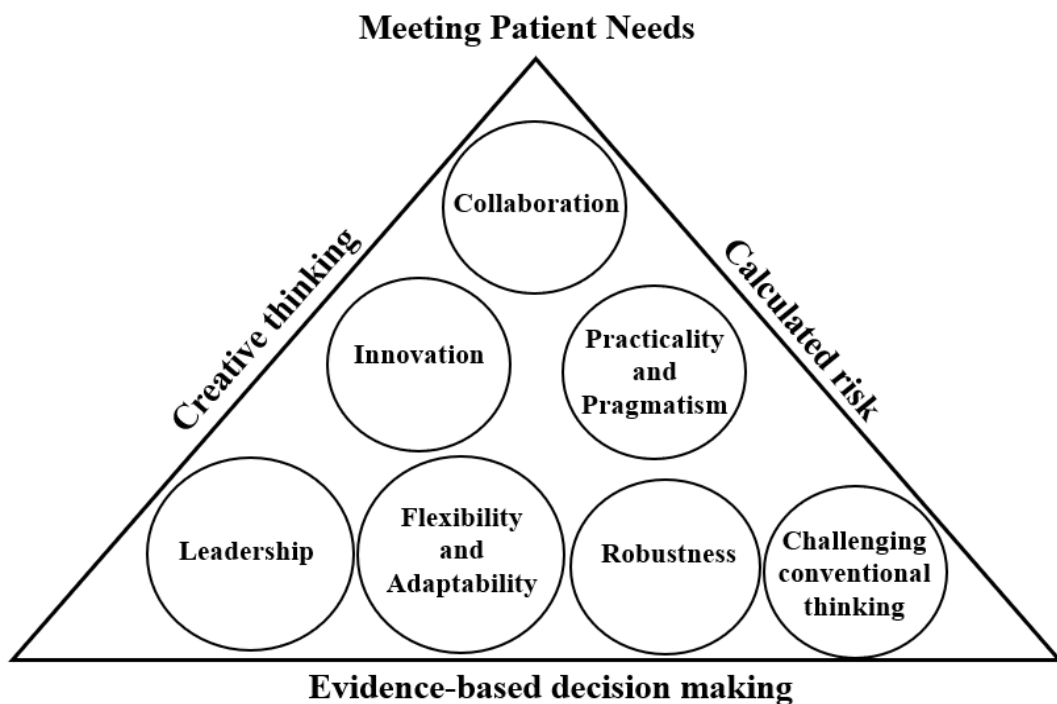 Meeting Patient Needs
Collaboration
Creative thinking
Calculated risk
Innovation
Practicality
and
Pragmatism
Leadership
Flexibility
and
Adaptability
Robustness
Challenging
conventional
thinking
Evidence-based decision making